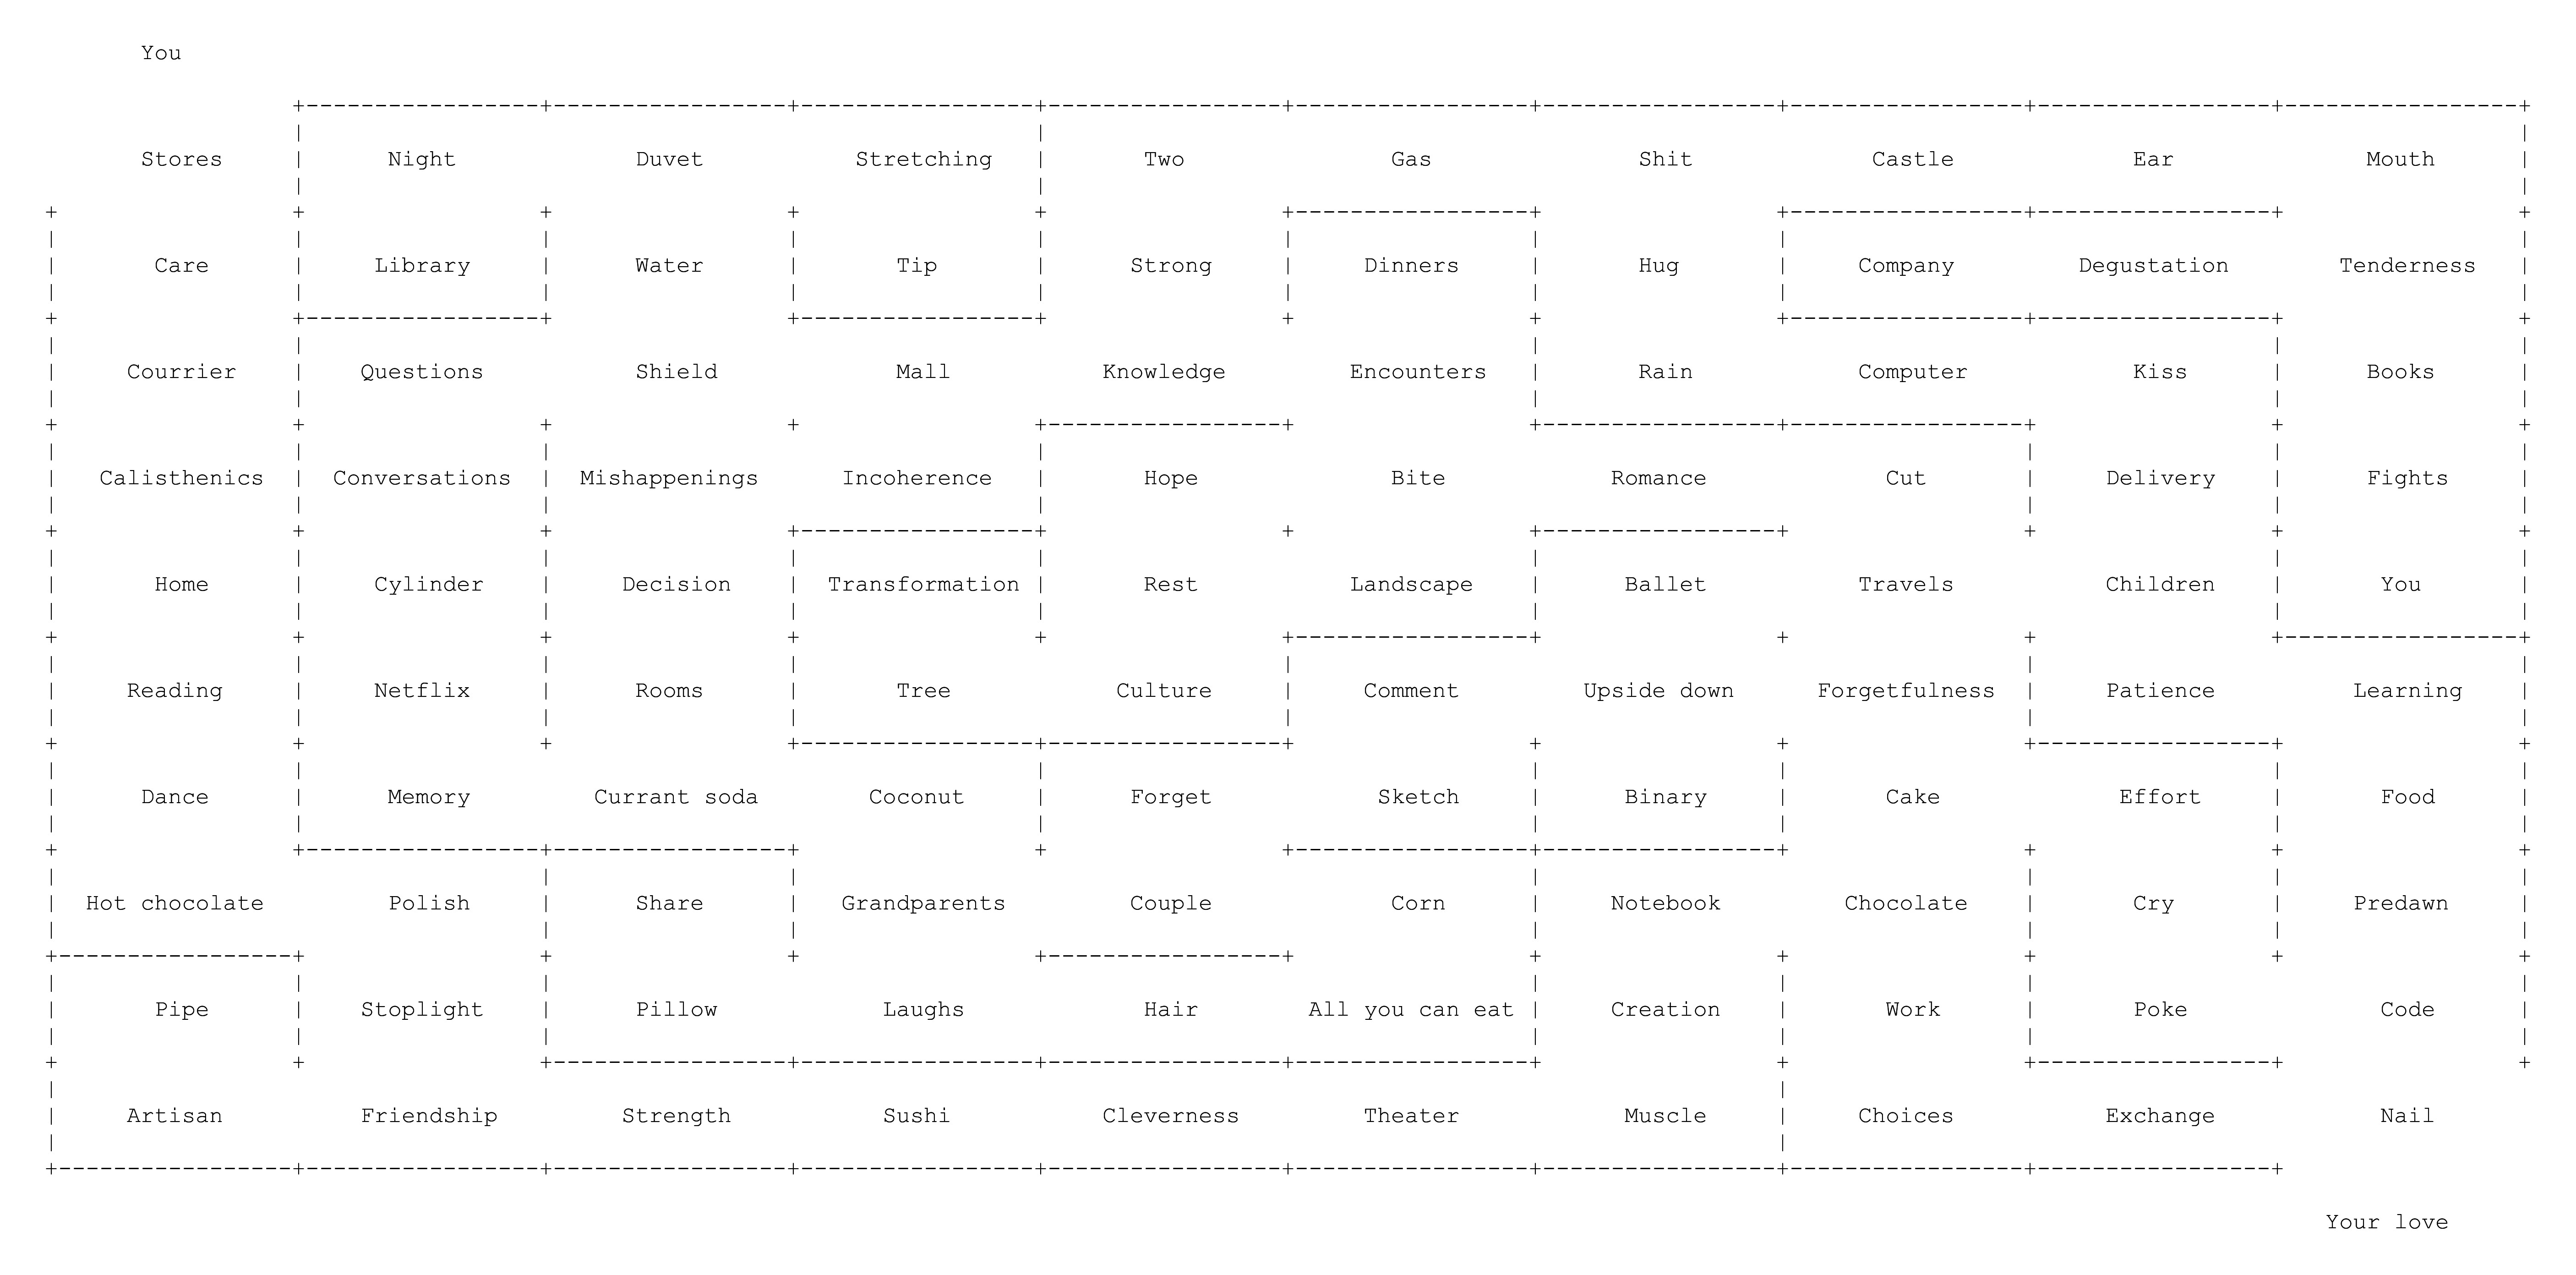 You
Stores Night Duvet Stretching Two Gas Shit Castle Ear Mouth
Care Library Water Tip Strong Dinners Hug Company Degustation Tenderness
Courrier Questions Shield Mall Knowledge Encounters Rain Computer Kiss Books
Calisthenics Conversations Mishappenings Incoherence Hope Bite Romance Cut Delivery Fights
Home Cylinder Decision Transformation Rest Landscape Ballet Travels Children You
Reading Netflix Rooms Tree Culture Comment Upside down Forgetfulness Patience Learning
Dance Memory Currant soda Coconut Forget Sketch Binary Cake Effort Food
Hot chocolate Polish Share Grandparents Couple Corn Notebook Chocolate Cry Predawn
Pipe Stoplight Pillow Laughs Hair All you can eat Creation Work Poke Code
Artisan Friendship Strength Sushi Cleverness Theater Muscle Choices Exchange Nail
Your love